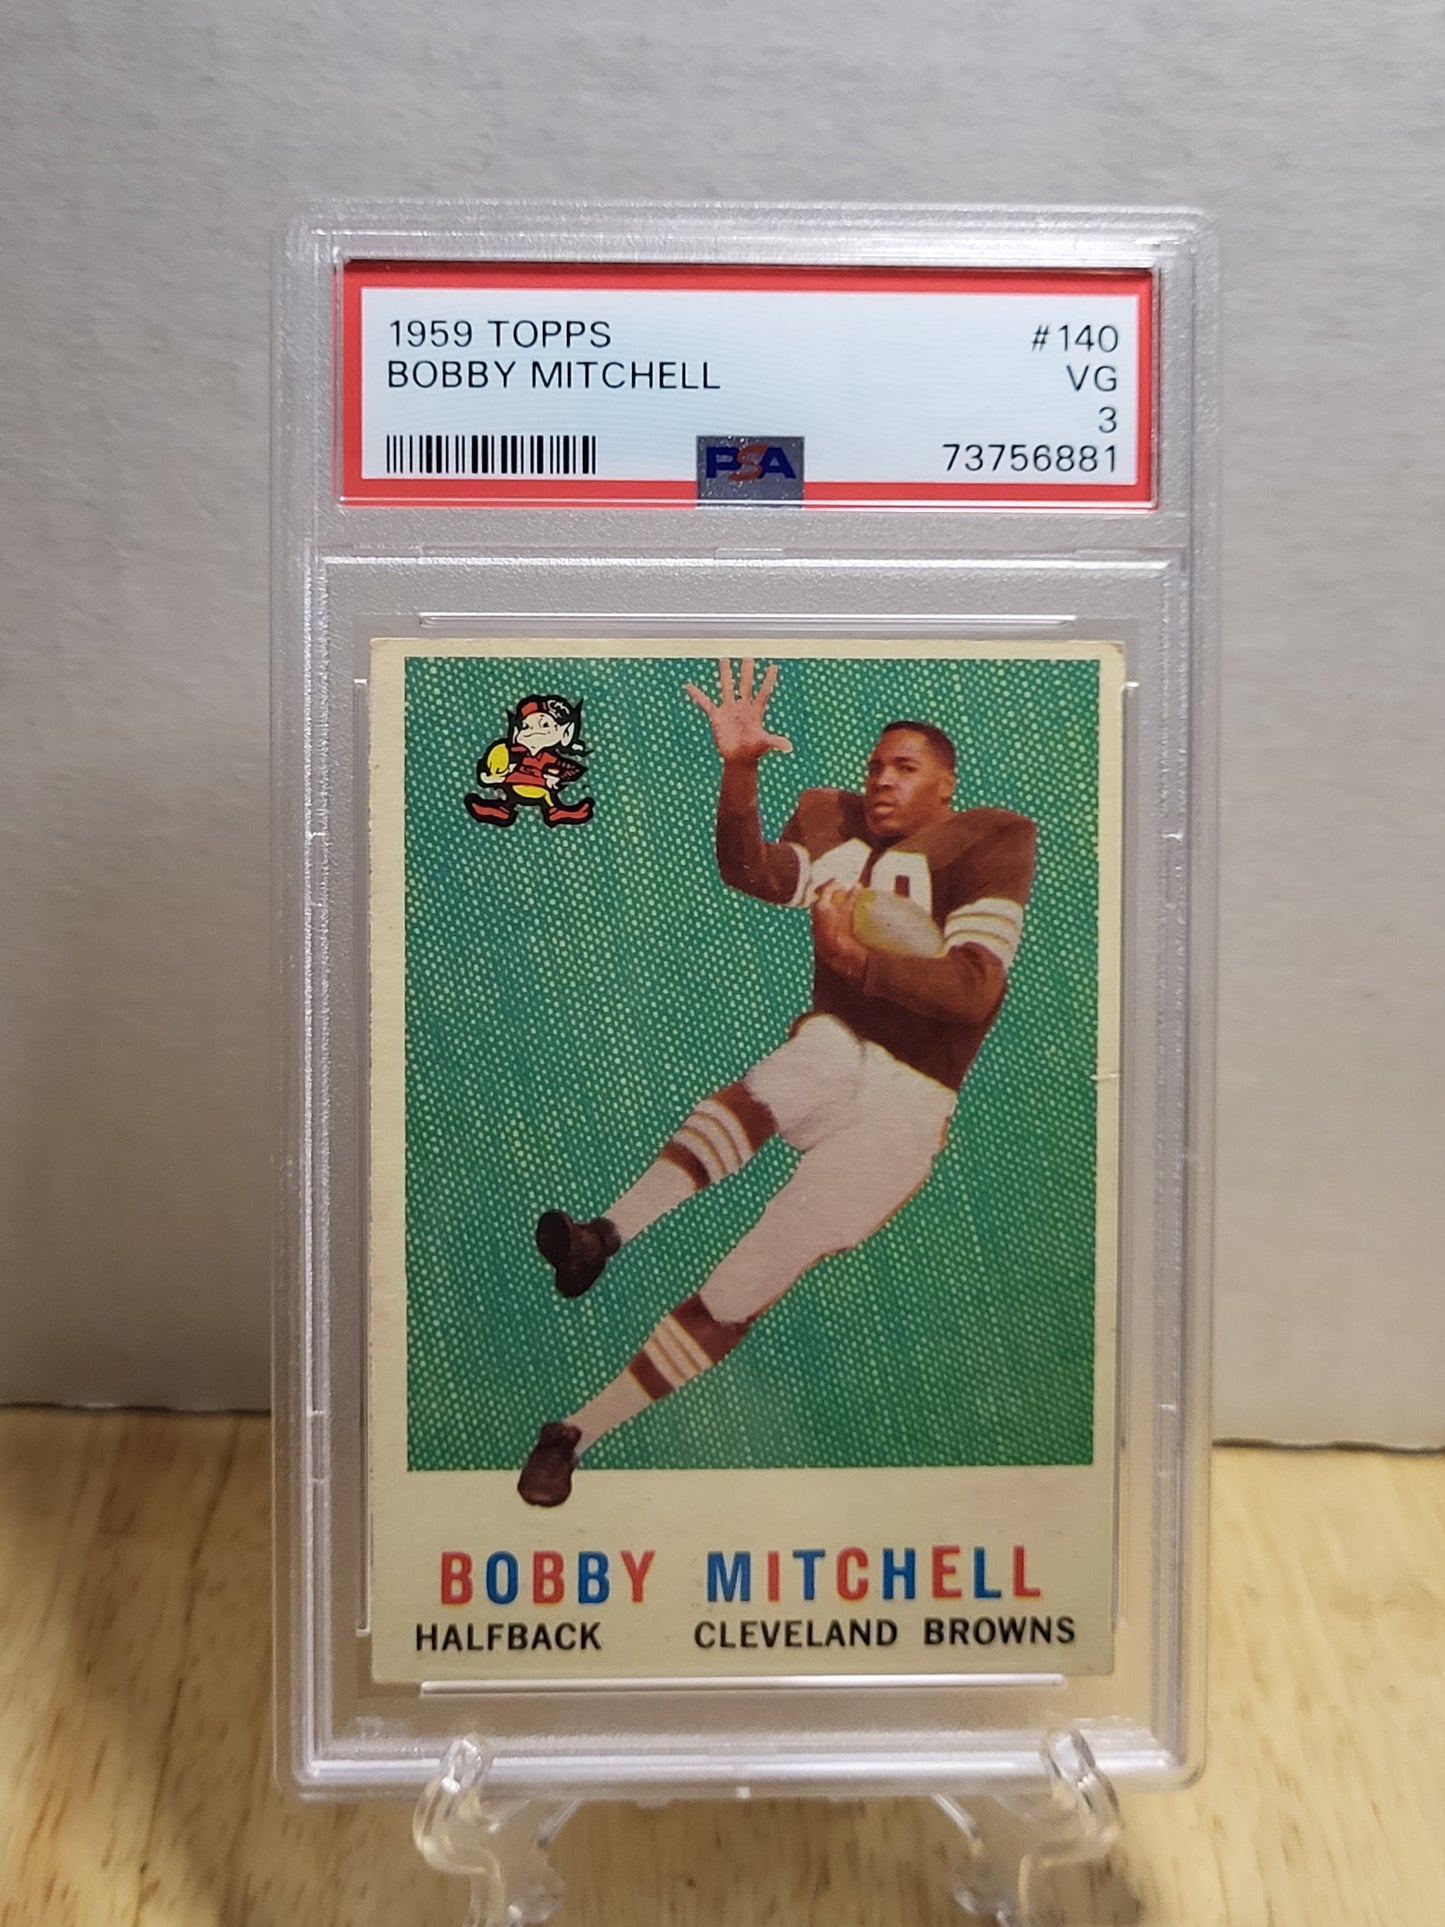 1959 TOPPS #140
BOBBY MITCHELL VG
3
PSA 73756881
BOBBY MITCHELL
HALFBACK CLEVELAND BROWNS